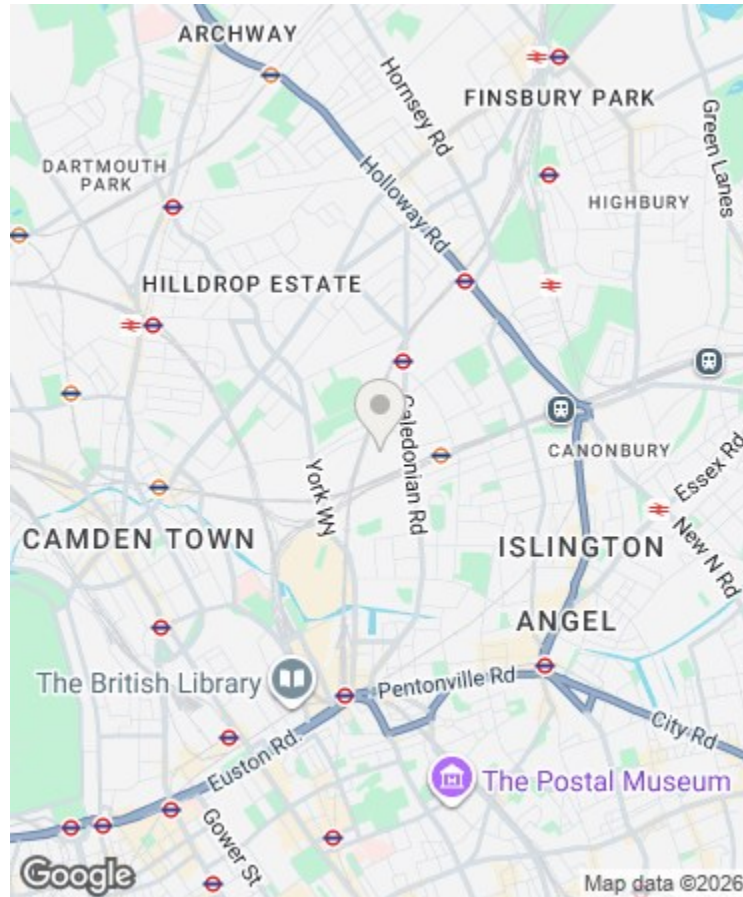 ARCHWAY
Hornsey Rd
FINSBURY PARK
Green Lanes
DARTMOUTH
PARK
Holloway Rd
HIGHBURY
HILLDROP ESTATE
Caledonian Rd
CANONBURY
York Wy
Essex Rd
CAMDEN TOWN
ISLINGTON
New N Rd
ANGEL
The British Library
Pentonville Rd
City Rd
Euston Rd
The Postal Museum
Gower St
Google
Map data ©2026